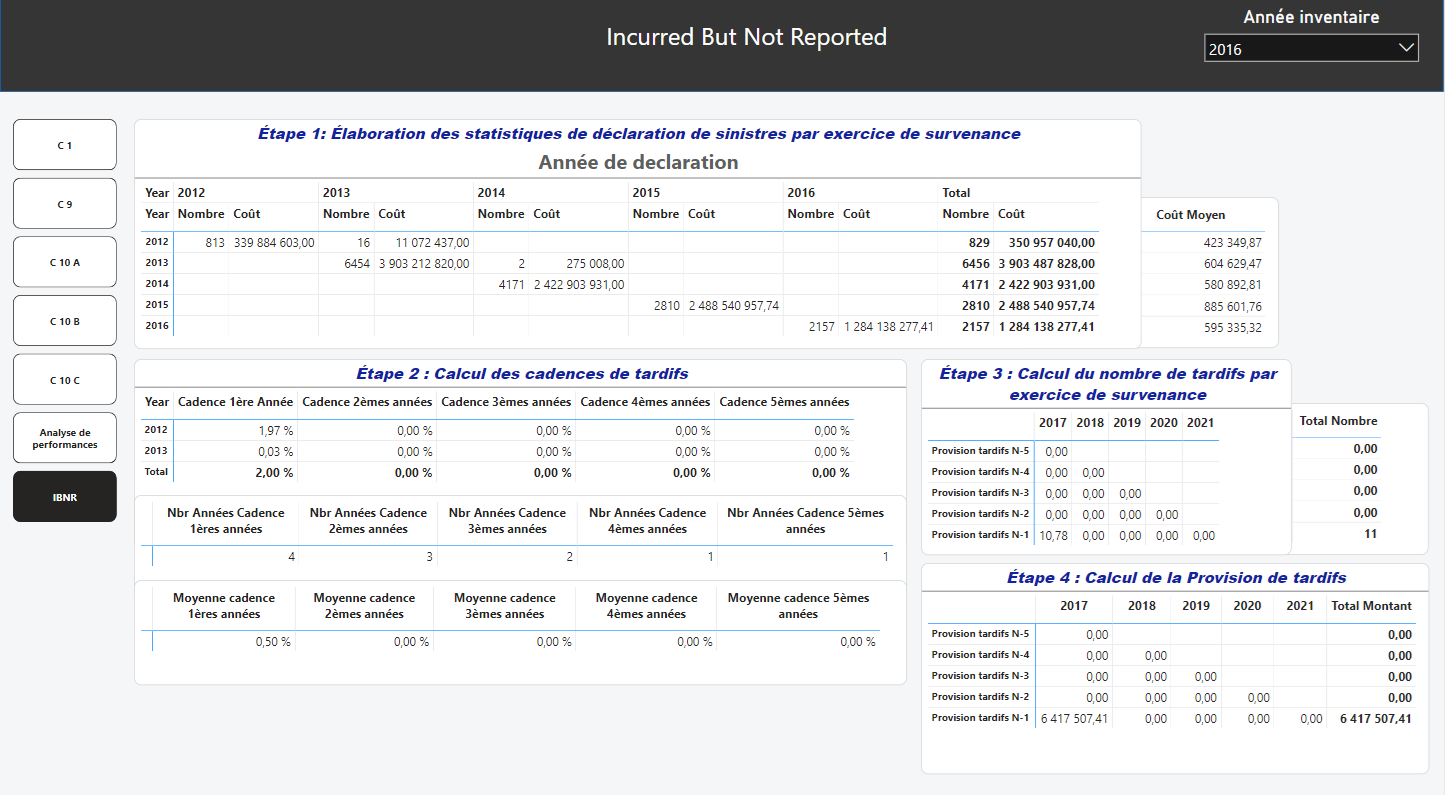 Incurred But Not Reported
Année inventaire
2016
C 1
C 9
C 10 A
C 10 B
C 10 C
Analyse de
performances
IBNR
Étape 1: Élaboration des statistiques de déclaration de sinistres par exercice de survenance
Année de declaration
Year 2012 2013 2014 2015 2016 Total
Year Nombre Coût Nombre Coût Nombre Coût Nombre Coût Nombre Coût Nombre Coût
2012 813 339 884 603,00 16 11 072 437,00 829 350 957 040,00
2013 6454 3 903 212 820,00 2 275 008,00 6456 3 903 487 828,00
2014 4171 2 422 903 931,00 4171 2 422 903 931,00
2015 2810 2 488 540 957,74 2810 2 488 540 957,74
2016 2157 1 284 138 277,41 2157 1 284 138 277,41
Coût Moyen
423 349,87
604 629,47
580 892,81
885 601,76
595 335,32
Étape 2 : Calcul des cadences de tardifs
Year Cadence 1ère Année Cadence 2èmes années Cadence 3èmes années Cadence 4èmes années Cadence 5èmes années
2012 1,97 % 0,00 % 0,00 % 0,00 % 0,00 %
2013 0,03 % 0,00 % 0,00 % 0,00 % 0,00 %
Total 2,00 % 0,00 % 0,00 % 0,00 % 0,00 %
Nbr Années Cadence Nbr Années Cadence Nbr Années Cadence Nbr Années Cadence Nbr Années Cadence 5èmes
1ères années 2èmes années 3èmes années 4èmes années années
4 3 2 1 1
Moyenne cadence Moyenne cadence Moyenne cadence Moyenne cadence Moyenne cadence 5èmes
1ères années 2èmes années 3èmes années 4èmes années années
0,50 % 0,00 % 0,00 % 0,00 % 0,00 %
Étape 3 : Calcul du nombre de tardifs par
exercice de survenance
2017 2018 2019 2020 2021
Provision tardifs N-5 0,00
Provision tardifs N-4 0,00 0,00
Provision tardifs N-3 0,00 0,00 0,00
Provision tardifs N-2 0,00 0,00 0,00 0,00
Provision tardifs N-1 10,78 0,00 0,00 0,00 0,00
Total Nombre
0,00
0,00
0,00
0,00
11
Étape 4 : Calcul de la Provision de tardifs
2017 2018 2019 2020 2021 Total Montant
Provision tardifs N-5 0,00 0,00
Provision tardifs N-4 0,00 0,00 0,00
Provision tardifs N-3 0,00 0,00 0,00 0,00
Provision tardifs N-2 0,00 0,00 0,00 0,00 0,00
Provision tardifs N-1 6 417 507,41 0,00 0,00 0,00 0,00 6 417 507,41